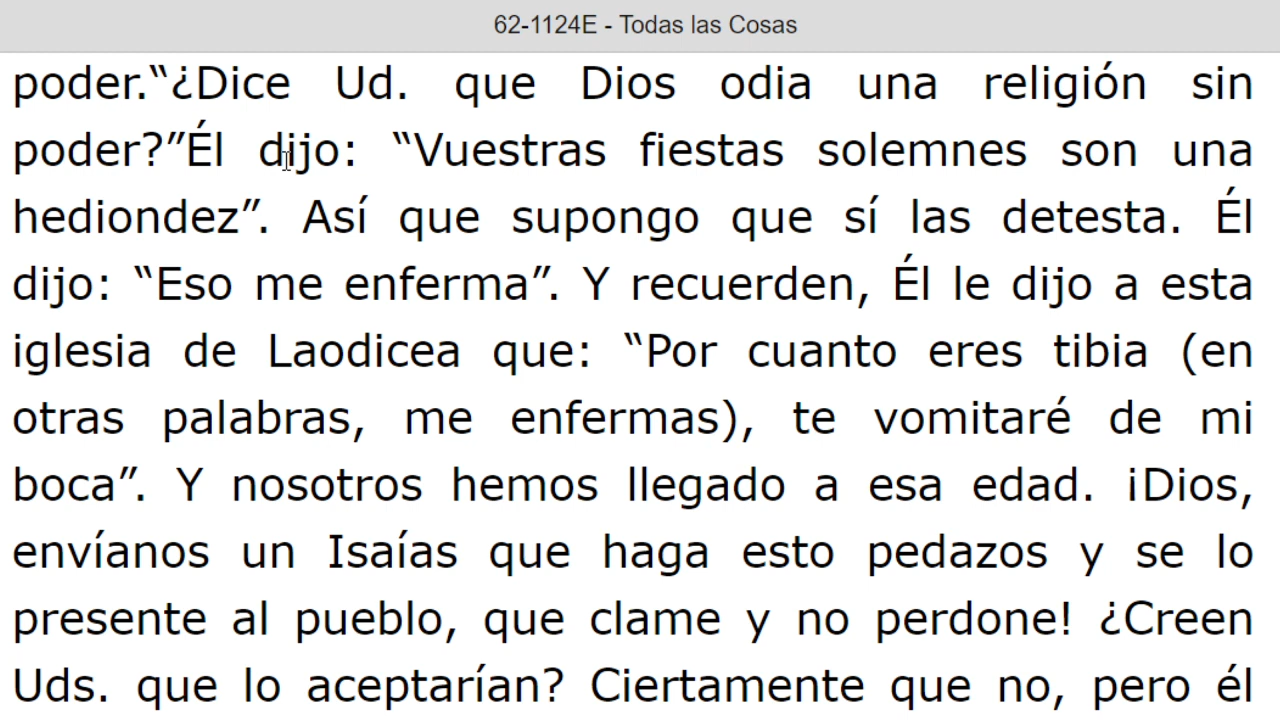 62-1124E - Todas las Cosas
poder.“¿Dice Ud. que Dios odia una religión sin
poder?”Él dijo: “Vuestras fiestas solemnes son una
hediondez”. Así que supongo que sí las detesta. Él
dijo: “Eso me enferma”. Y recuerden, Él le dijo a esta
iglesia de Laodicea que: “Por cuanto eres tibia (en
otras palabras, me enfermas), te vomitaré de mi
boca”. Y nosotros hemos llegado a esa edad. ¡Dios,
envíanos un Isaías que haga esto pedazos y se lo
presente al pueblo, que clame y no perdone! ¿Creen
Uds. que lo aceptarían? Ciertamente que no, pero él